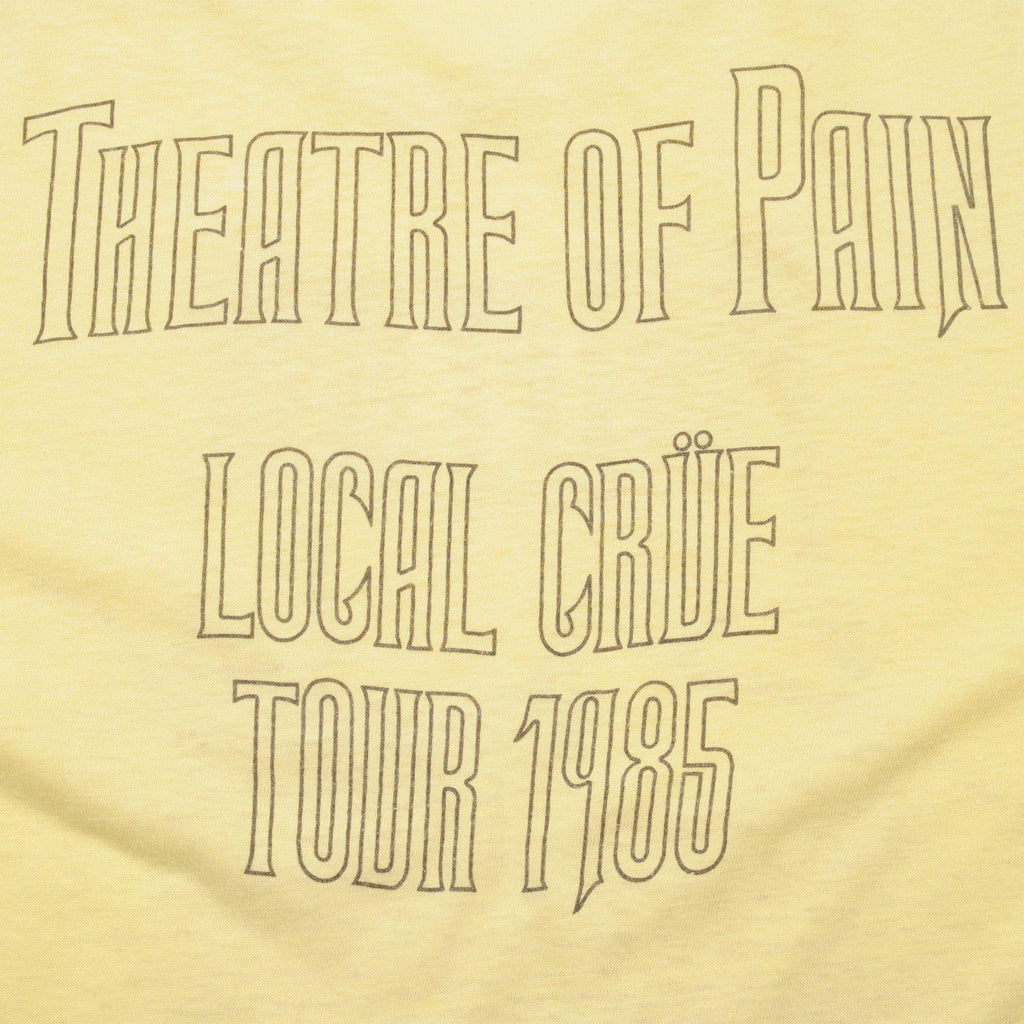 THEATRE OF PAIN
LOCAL CRÜE
TOUR 1985